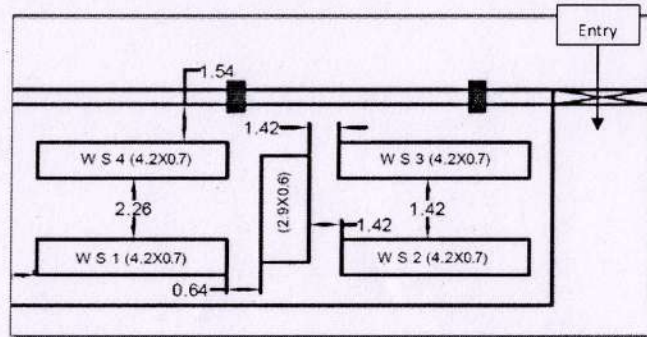 Entry
1.54
1.42
W S 4 (4.2X0.7)
W S 3 (4.2X0.7)
(2.9X0.6)
2.26
1.42
1.42
W S 1 (4.2X0.7)
W S 2 (4.2X0.7)
0.64